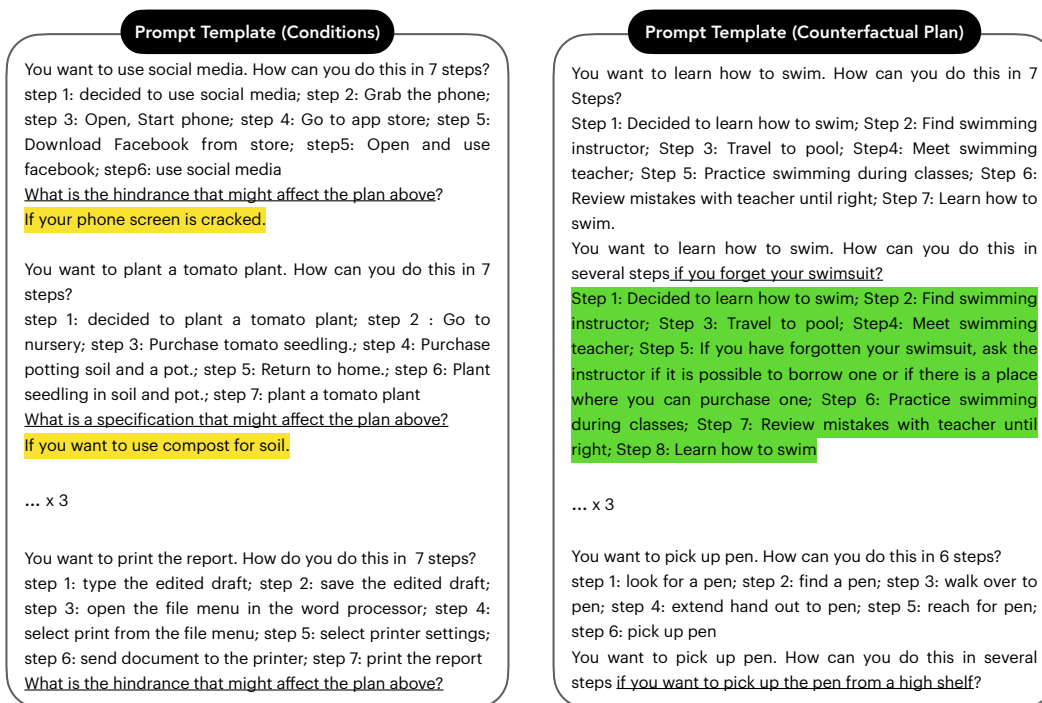 Prompt Template (Conditions)
You want to use social media. How can you do this in 7 steps?
step 1: decided to use social media; step 2: Grab the phone;
step 3: Open, Start phone; step 4: Go to app store; step 5:
Download Facebook from store; step5: Open and use
facebook; step6: use social media
What is the hindrance that might affect the plan above?
If your phone screen is cracked.
You want to plant a tomato plant. How can you do this in 7
steps?
step 1: decided to plant a tomato plant; step 2 : Go to
nursery; step 3: Purchase tomato seedling.; step 4: Purchase
potting soil and a pot.; step 5: Return to home.; step 6: Plant
seedling in soil and pot.; step 7: plant a tomato plant
What is a specification that might affect the plan above?
If you want to use compost for soil.
... x 3
You want to print the report. How do you do this in 7 steps?
step 1: type the edited draft; step 2: save the edited draft;
step 3: open the file menu in the word processor; step 4:
select print from the file menu; step 5: select printer settings;
step 6: send document to the printer; step 7: print the report
What is the hindrance that might affect the plan above?
Prompt Template (Counterfactual Plan)
You want to learn how to swim. How can you do this in 7
Steps?
Step 1: Decided to learn how to swim; Step 2: Find swimming
instructor; Step 3: Travel to pool; Step4: Meet swimming
teacher; Step 5: Practice swimming during classes; Step 6:
Review mistakes with teacher until right; Step 7: Learn how to
swim.
You want to learn how to swim. How can you do this in
several steps if you forget your swimsuit?
Step 1: Decided to learn how to swim; Step 2: Find swimming
instructor; Step 3: Travel to pool; Step4: Meet swimming
teacher; Step 5: If you have forgotten your swimsuit, ask the
instructor if it is possible to borrow one or if there is a place
where you can purchase one; Step 6: Practice swimming
during classes; Step 7: Review mistakes with teacher until
right; Step 8: Learn how to swim
... x 3
You want to pick up pen. How can you do this in 6 steps?
step 1: look for a pen; step 2: find a pen; step 3: walk over to
pen; step 4: extend hand out to pen; step 5: reach for pen;
step 6: pick up pen
You want to pick up pen. How can you do this in several
steps if you want to pick up the pen from a high shelf?